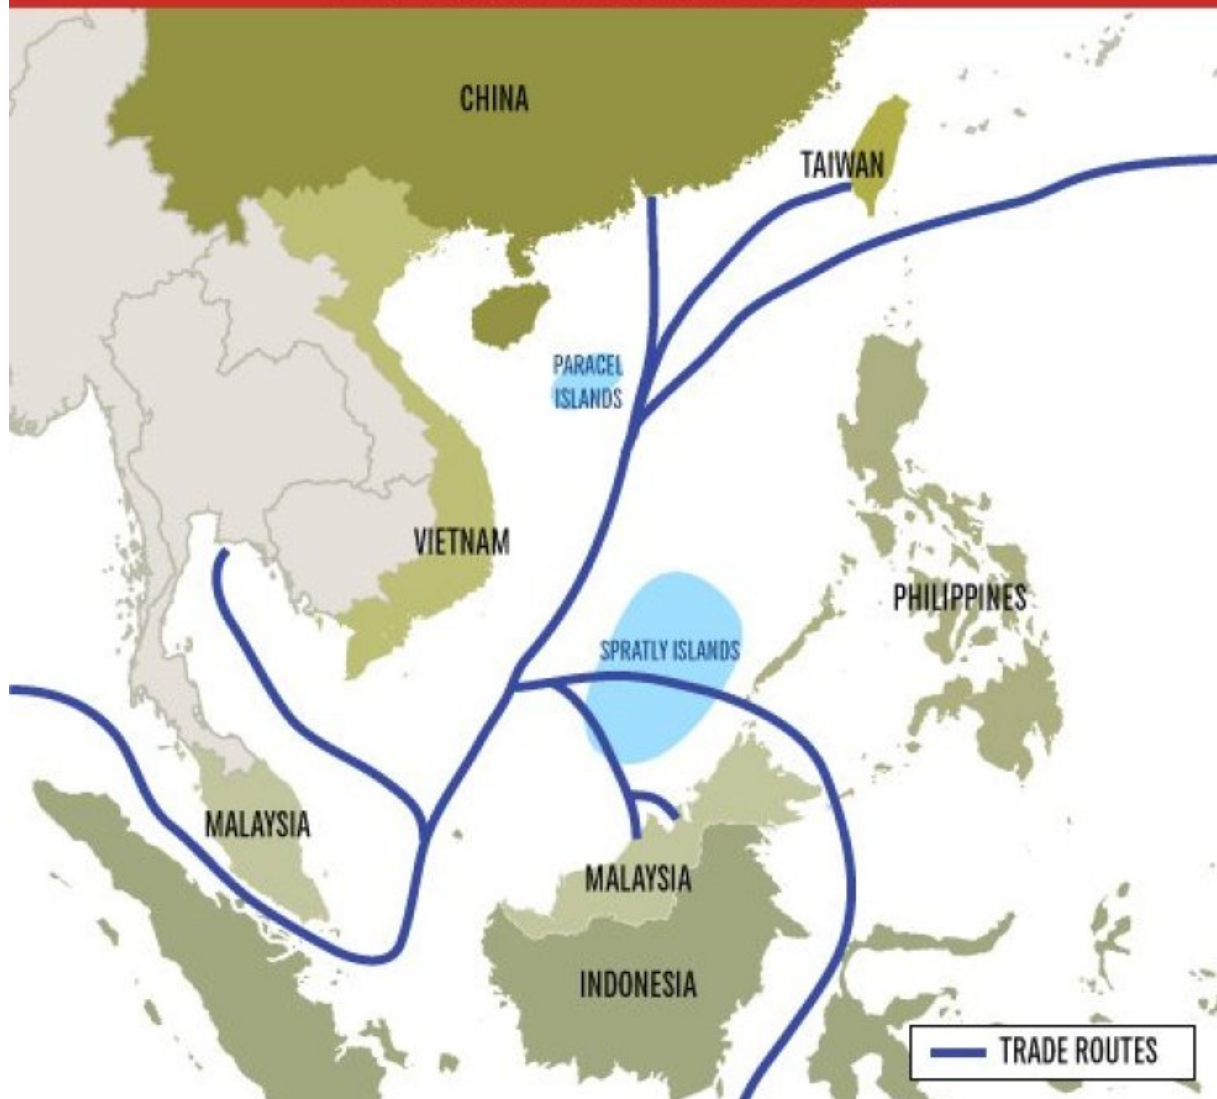 CHINA
TAIWAN
PARACEL
ISLANDS
VIETNAM
PHILIPPINES
SPRATLY ISLANDS
MALAYSIA
MALAYSIA
INDONESIA
TRADE ROUTES